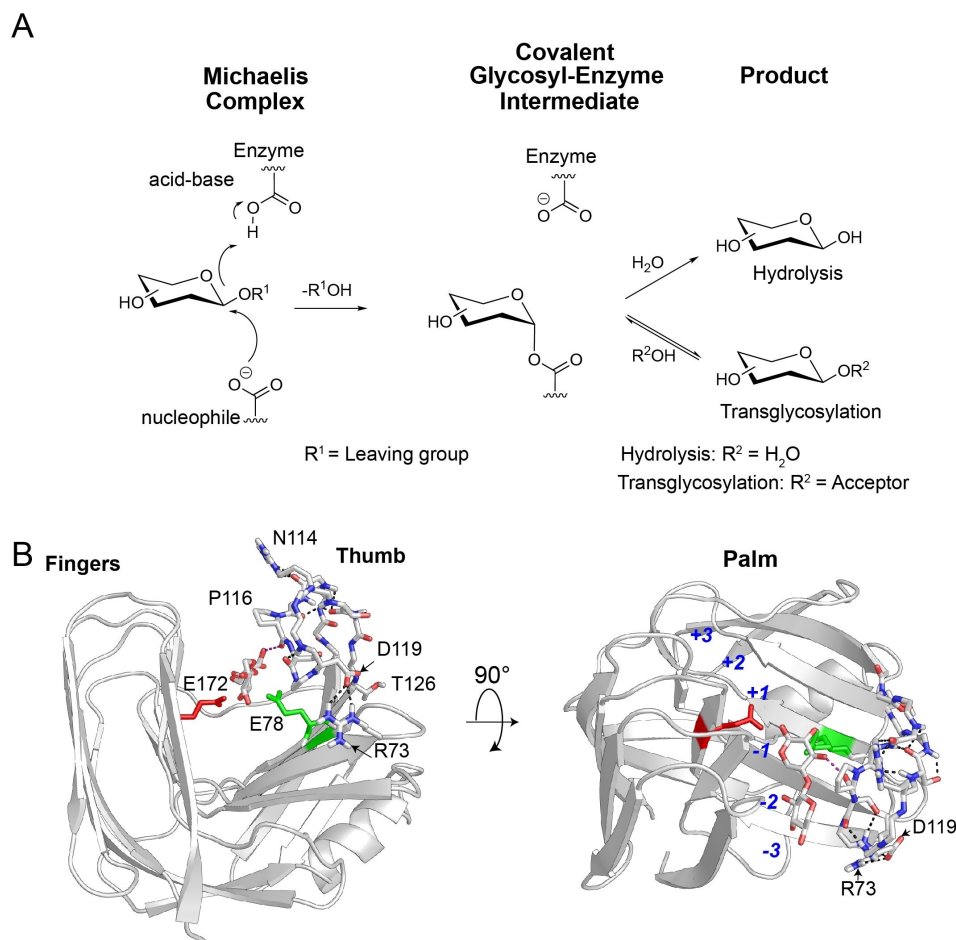 A
Michaelis
Complex
Covalent
Glycosyl-Enzyme
Intermediate
Product
Enzyme
acid-base
O
O
H
O
HO
OR¹
O
O
⊖
nucleophile
-R¹OH
Enzyme
⊖
O
O
O
HO
O
O
H₂O
R²OH
O
HO
OH
Hydrolysis
O
HO
OR²
Transglycosylation
R¹ = Leaving group
Hydrolysis: R² = H₂O
Transglycosylation: R² = Acceptor
B
Fingers
N114
Thumb
P116
D119
E172
T126
E78
R73
90°
Palm
+3
+2
+1
-1
-2
-3
D119
R73